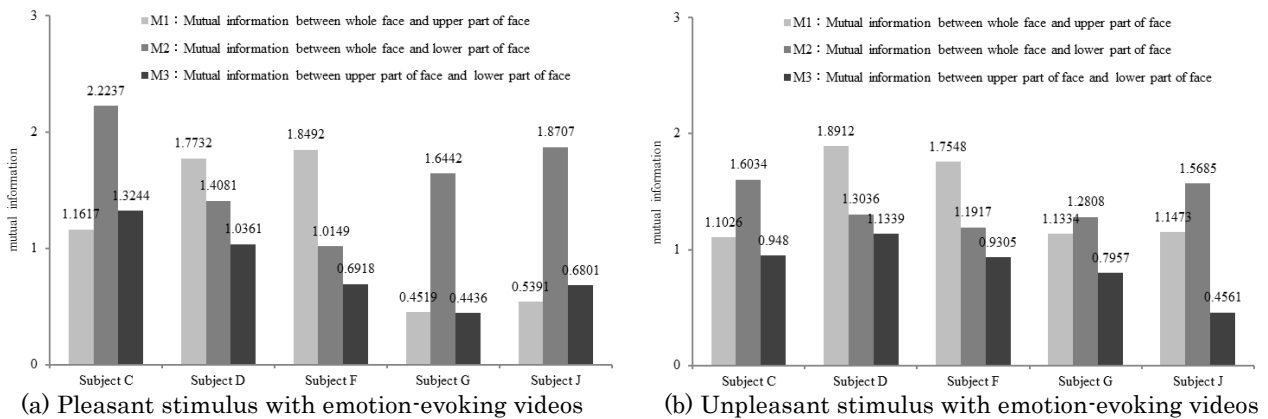 3
M1：Mutual information between whole face and upper part of face
M2：Mutual information between whole face and lower part of face
M3：Mutual information between upper part of face and lower part of face
2.2237
2
1.7732
1.8492
1.8707
1.6442
1.4081
1.3244
1.1617
1.0361
1.0149
1
0.6918
0.6801
0.4519
0.4436
0.5391
0
mutual information
Subject C
Subject D
Subject F
Subject G
Subject J
(a) Pleasant stimulus with emotion-evoking videos
3
M1：Mutual information between whole face and upper part of face
M2：Mutual information between whole face and lower part of face
M3：Mutual information between upper part of face and lower part of face
2
1.8912
1.7548
1.6034
1.5685
1.3036
1.2808
1.1026
1.1339
1.1917
1.1334
1.1473
1
0.948
0.9305
0.7957
0.4561
0
mutual information
Subject C
Subject D
Subject F
Subject G
Subject J
(b) Unpleasant stimulus with emotion-evoking videos